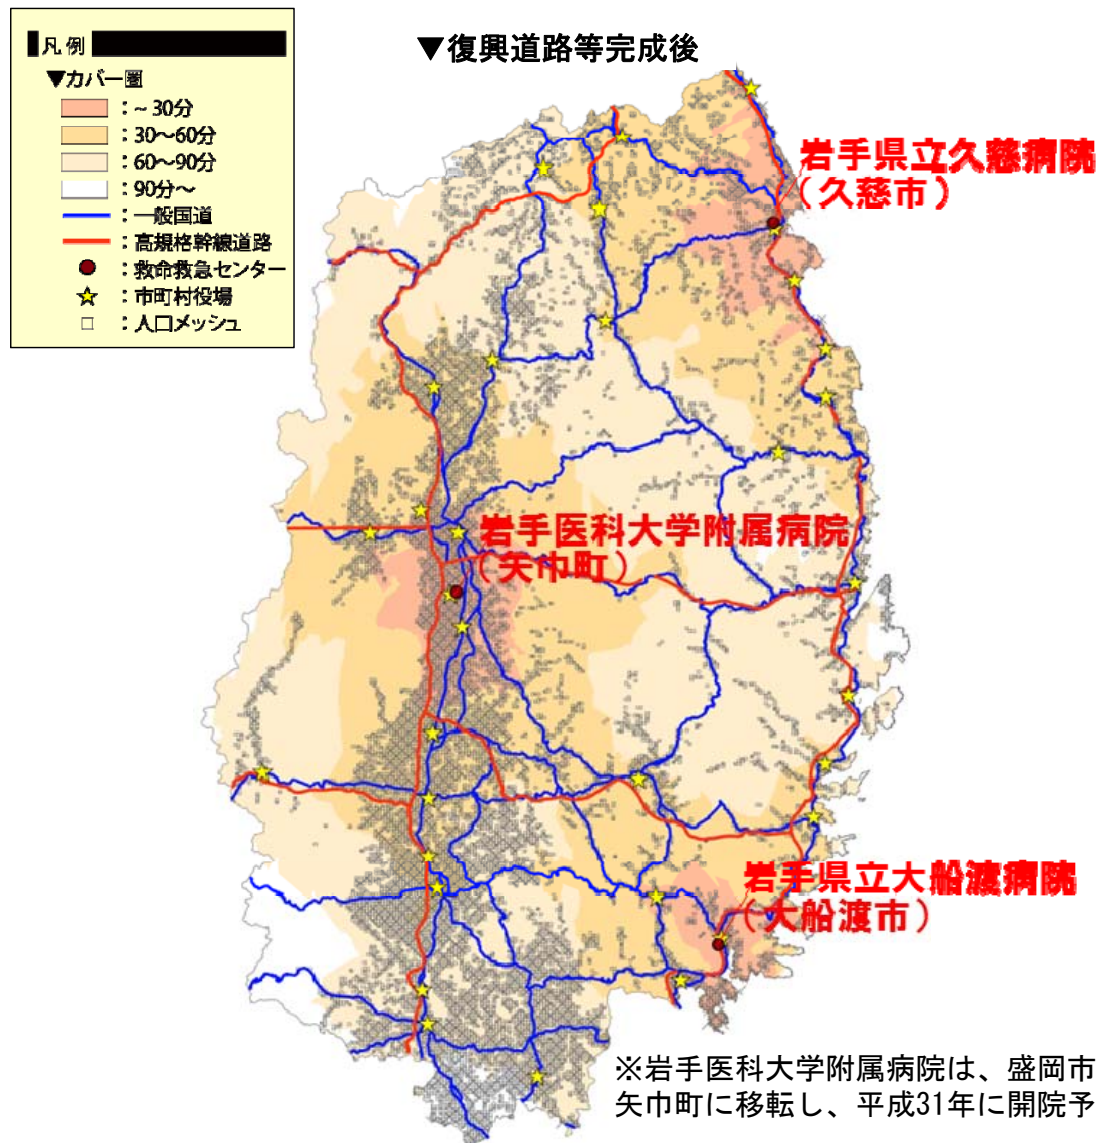 凡例
▼カバー圏
：～30分
：30～60分
：60～90分
：90分～
：一般国道
：高規格幹線道路
：救命救急センター
：市町村役場
：人口メッシュ
▼復興道路等完成後
岩手県立久慈病院
（久慈市）
岩手医科大学附属病院
（矢巾町）
岩手県立大船渡病院
（大船渡市）
※岩手医科大学附属病院は、盛岡市
矢巾町に移転し、平成31年に開院予